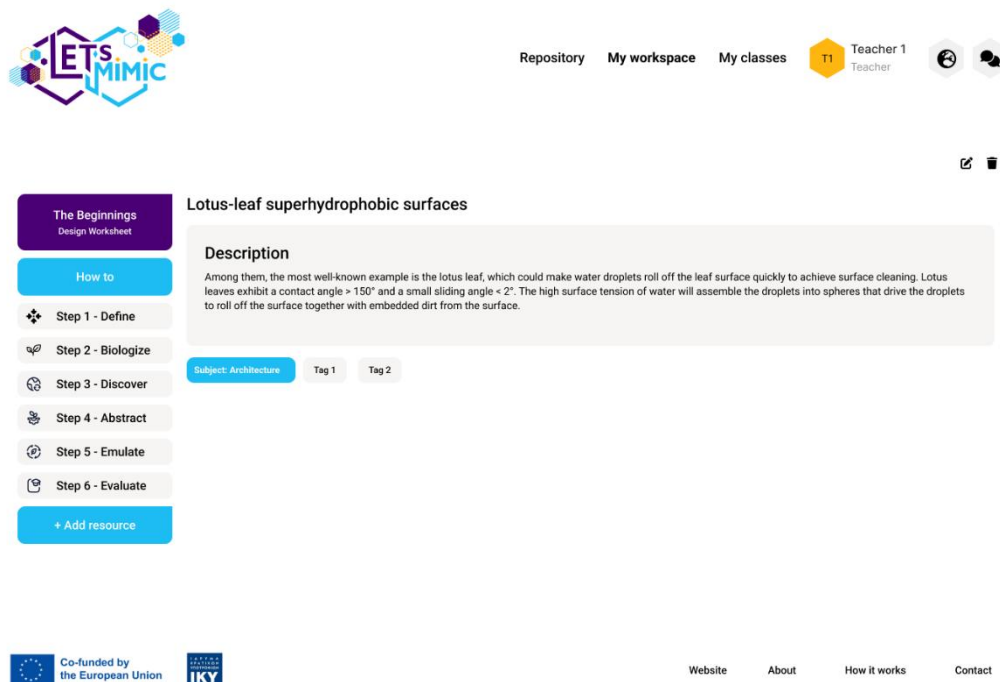 LET'S
MiMiC
Repository
My workspace
My classes
T1
Teacher 1
Teacher
The Beginnings
Design Worksheet
How to
Step 1 - Define
Step 2 - Biologize
Step 3 - Discover
Step 4 - Abstract
Step 5 - Emulate
Step 6 - Evaluate
+ Add resource
Lotus-leaf superhydrophobic surfaces
Description
Among them, the most well-known example is the lotus leaf, which could make water droplets roll off the leaf surface quickly to achieve surface cleaning. Lotus
leaves exhibit a contact angle > 150° and a small sliding angle < 2°. The high surface tension of water will assemble the droplets into spheres that drive the droplets
to roll off the surface together with embedded dirt from the surface.
Subject: Architecture
Tag 1
Tag 2
Co-funded by
the European Union
IKY
Website
About
How it works
Contact